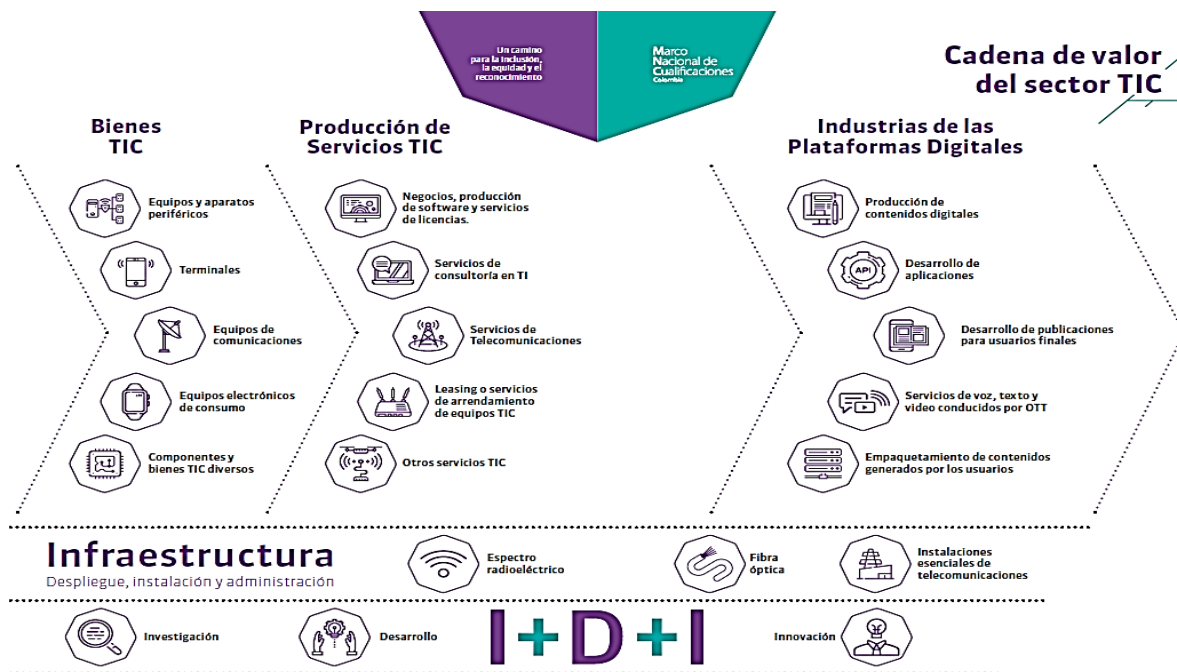 Un camino
para la inclusión,
la equidad y el
reconocimiento
Marco
Nacional de
Cualificaciones
Colombia
Cadena de valor
del sector TIC
Bienes
TIC
Equipos y aparatos
periféricos
Terminales
Equipos de
comunicaciones
Equipos electrónicos
de consumo
Componentes y
bienes TIC diversos
Producción de
Servicios TIC
Negocios, producción
de software y servicios
de licencias.
Servicios de
consultoría en TI
Servicios de
Telecomunicaciones
Leasing o servicios
de arrendamiento
de equipos TIC
Otros servicios TIC
Industrias de las
Plataformas Digitales
Producción de
contenidos digitales
API
Desarrollo de
aplicaciones
Desarrollo de publicaciones
para usuarios finales
Servicios de voz, texto y
video conducidos por OTT
Empaquetamiento de contenidos
generados por los usuarios
Infraestructura
Despliegue, instalación y administración
Espectro
radioeléctrico
Fibra
óptica
Instalaciones
esenciales de
telecomunicaciones
Investigación
Desarrollo
I+D+I
Innovación